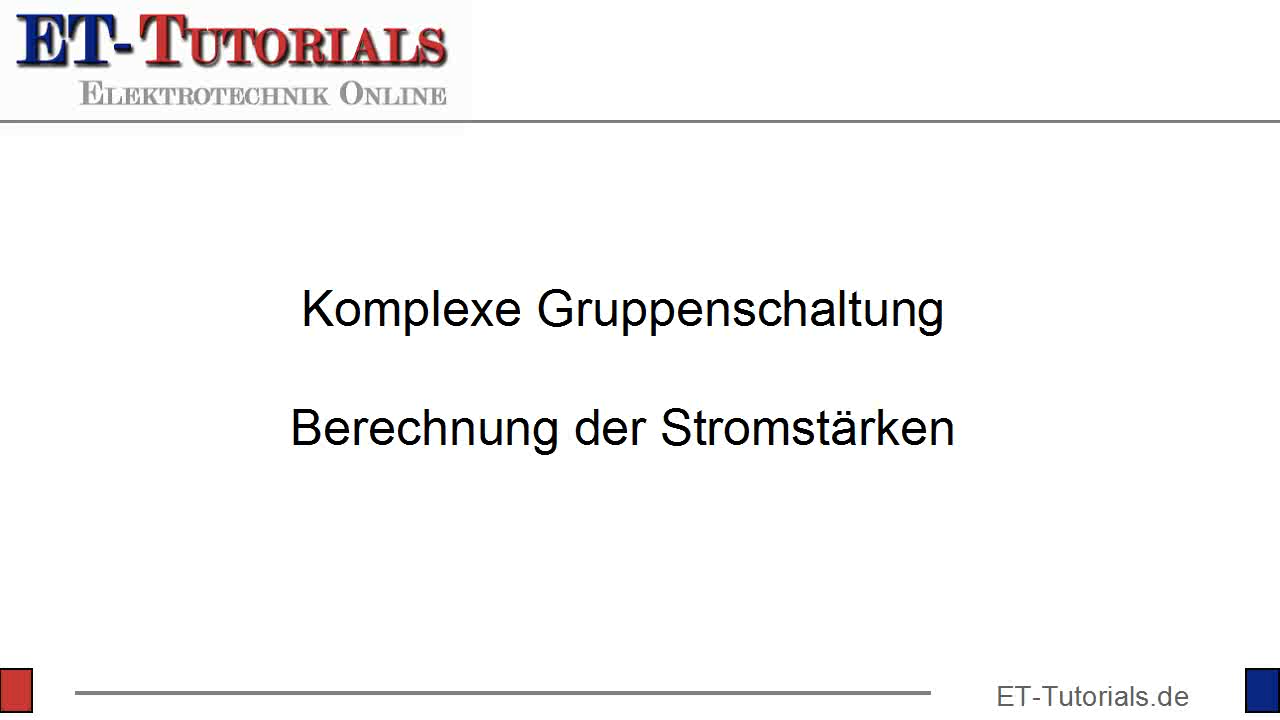 ET-TUTORIALS
ELEKTROTECHNIK ONLINE
Komplexe Gruppenschaltung
Berechnung der Stromstärken
ET-Tutorials.de